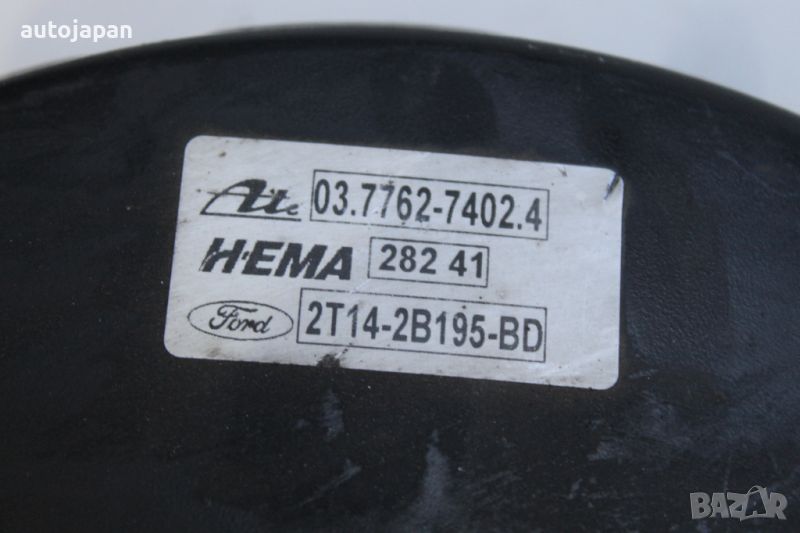 autojapan
Ate 03.7762-7402.4
HEMA 282 41
Ford 2T14-2B195-BD
BAZAR